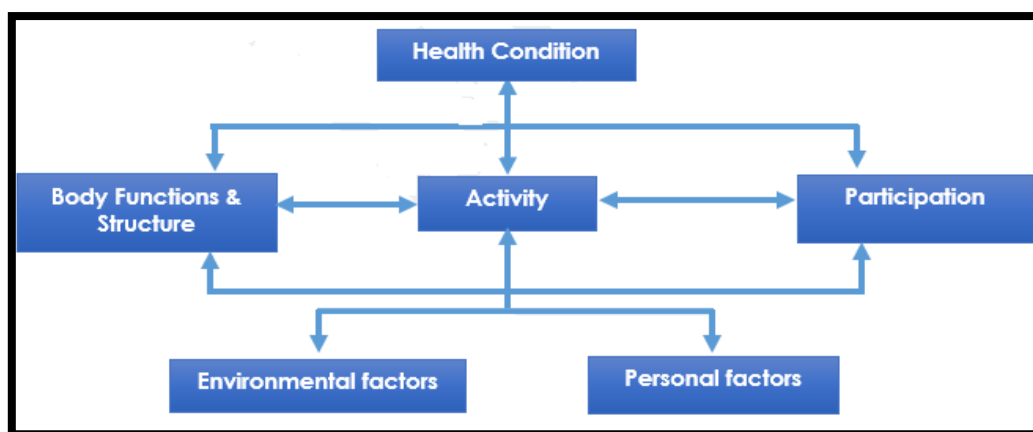 Health Condition
Body Functions &
Structure
Activity
Participation
Environmental factors
Personal factors